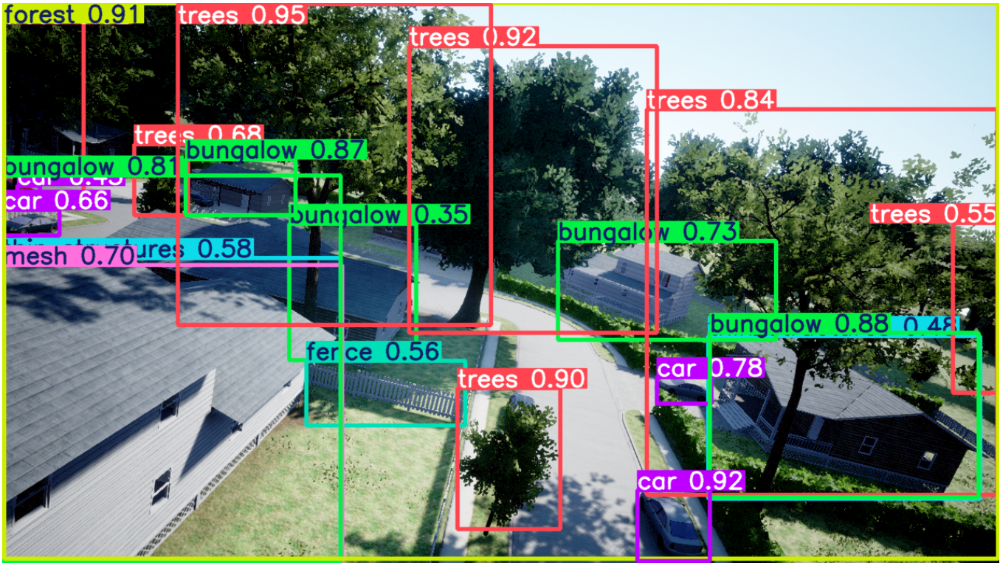 forest 0.91
trees 0.95
trees 0.92
trees 0.84
trees 0.68
bungalow 0.87
bungalow 0.81
car 0.45
car 0.66
bungalow 0.35
trees 0.55
bungalow 0.73
thin structures 0.58
mesh 0.70
bungalow 0.88
0.48
fence 0.56
car 0.78
trees 0.90
car 0.92